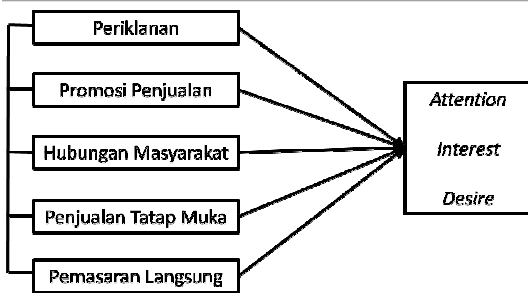 Periklanan
Promosi Penjualan
Hubungan Masyarakat
Penjualan Tatap Muka
Pemasaran Langsung
Attention
Interest
Desire